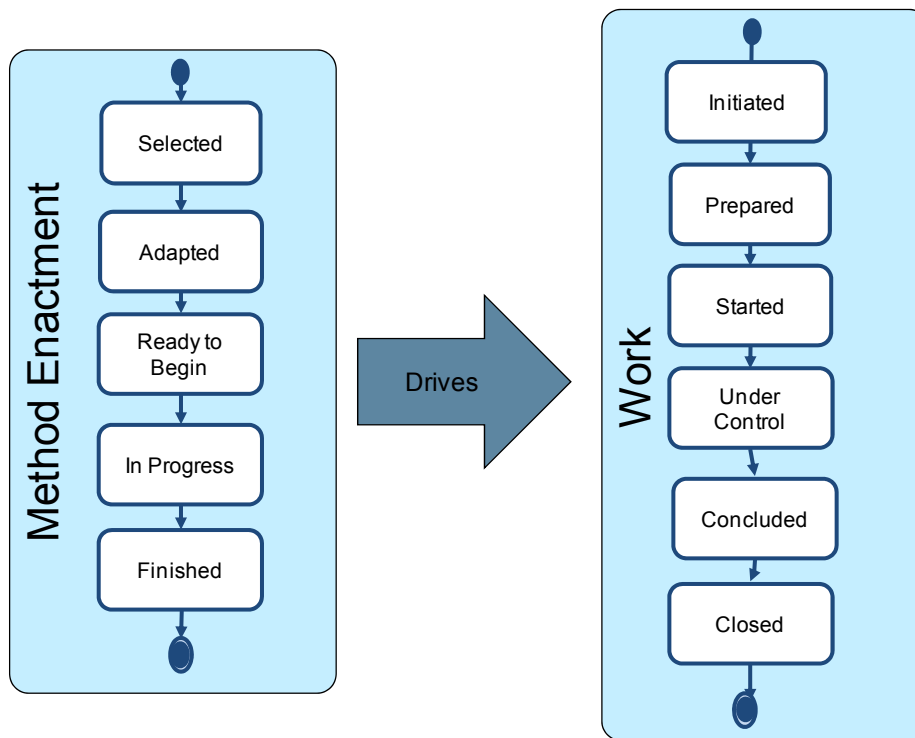 Method Enactment
Selected
Adapted
Ready to
Begin
In Progress
Finished
Drives
Work
Initiated
Prepared
Started
Under
Control
Concluded
Closed